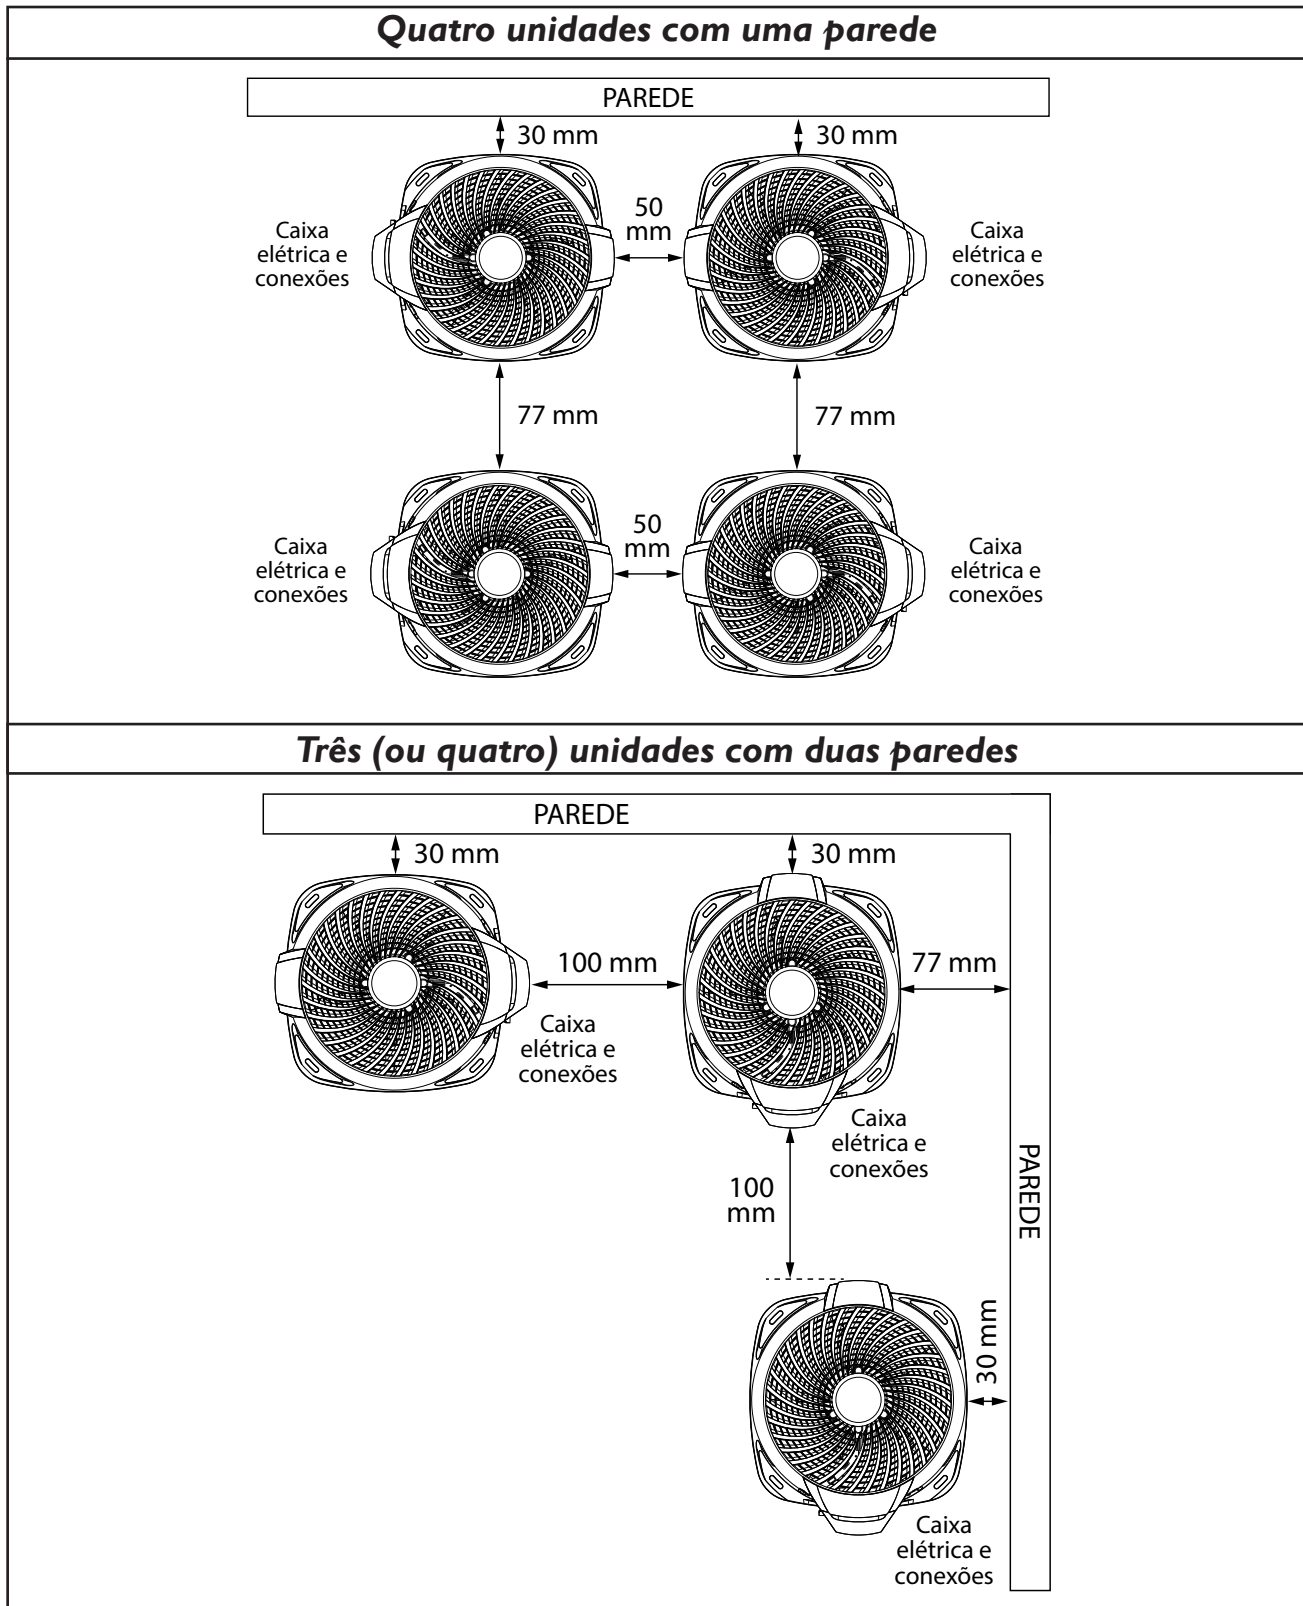 Quatro unidades com uma parede
PAREDE
30 mm
30 mm
Caixa
elétrica e
conexões
50
mm
Caixa
elétrica e
conexões
77 mm
77 mm
Caixa
elétrica e
conexões
50
mm
Caixa
elétrica e
conexões
Três (ou quatro) unidades com duas paredes
PAREDE
30 mm
30 mm
100 mm
77 mm
Caixa
elétrica e
conexões
Caixa
elétrica e
conexões
PAREDE
100
mm
30 mm
Caixa
elétrica e
conexões